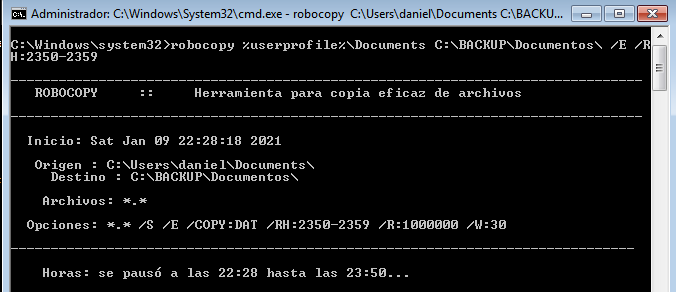 Administrador: C:\Windows\System32\cmd.exe - robocopy  C:\Users\daniel\Documents C:\BACKU...
C:\Windows\system32>robocopy %userprofile%\Documents C:\BACKUP\Documentos\ /E /R
H:2350-2359
-------------------------------------------------------------------------------
   ROBOCOPY     ::     Herramienta para copia eficaz de archivos
-------------------------------------------------------------------------------
  Inicio: Sat Jan 09 22:28:18 2021
   Origen : C:\Users\daniel\Documents\
     Destino : C:\BACKUP\Documentos\
    Archivos: *.*
  Opciones: *.* /S /E /COPY:DAT /RH:2350-2359 /R:1000000 /W:30
------------------------------------------------------------------------------
    Horas: se pausó a las 22:28 hasta las 23:50...